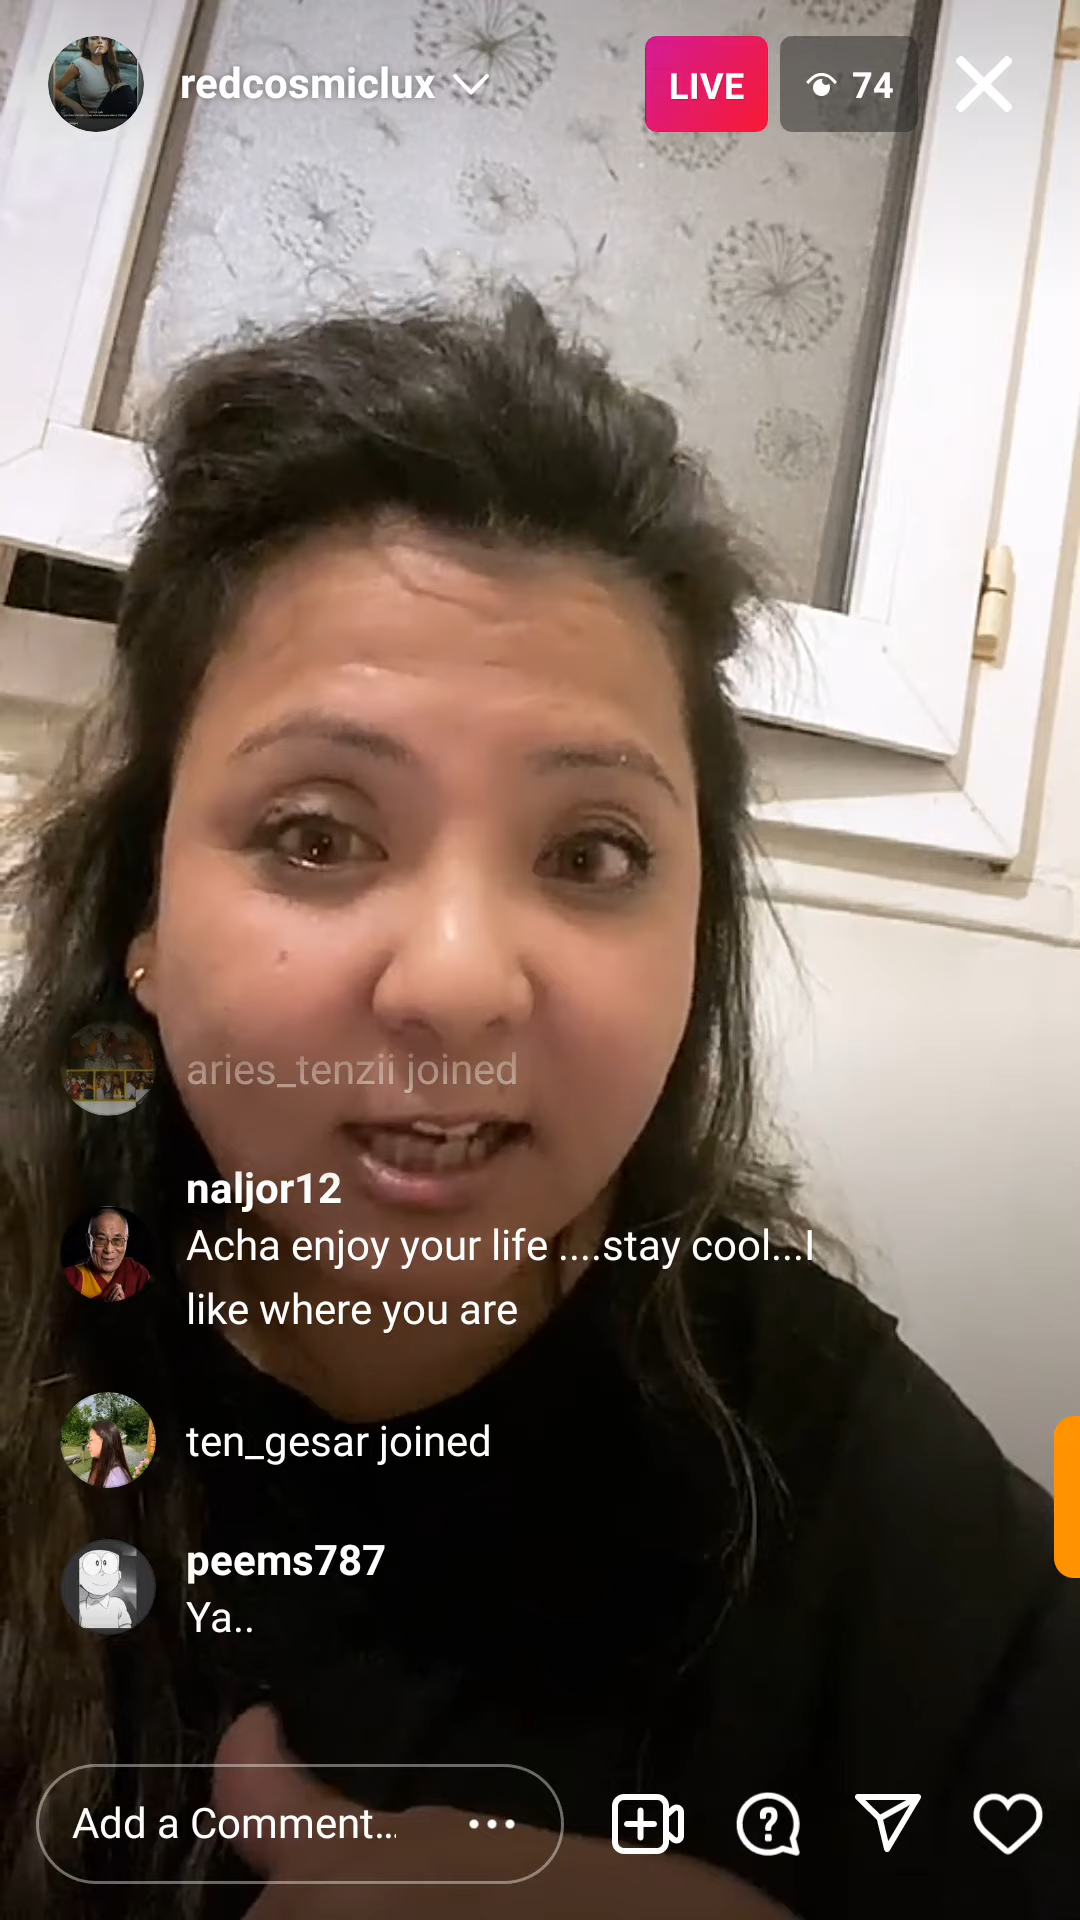 redcosmiclux
LIVE
74
aries_tenzii joined
naljor12
Acha enjoy your life ....stay cool...I
like where you are
ten_gesar joined
peems787
Ya..
Add a Comment...